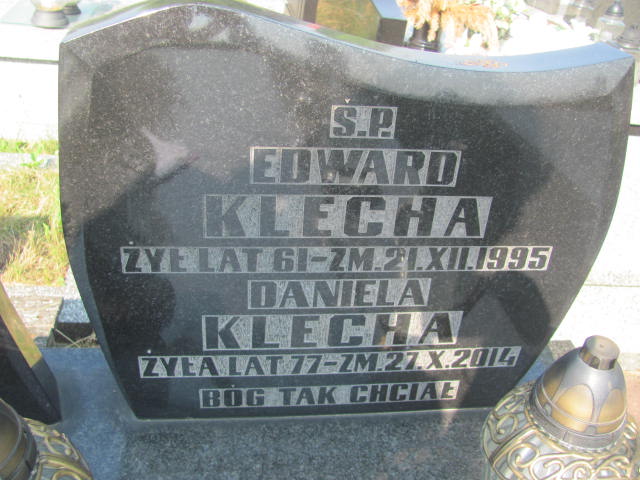 Ś.P.
EDWARD
KLECHA
ŻYŁ LAT 61-ZM.21.XII.1995
DANIELA
KLECHA
ŻYŁA LAT 77-ZM.27.X.2014
BÓG TAK CHCIAŁ